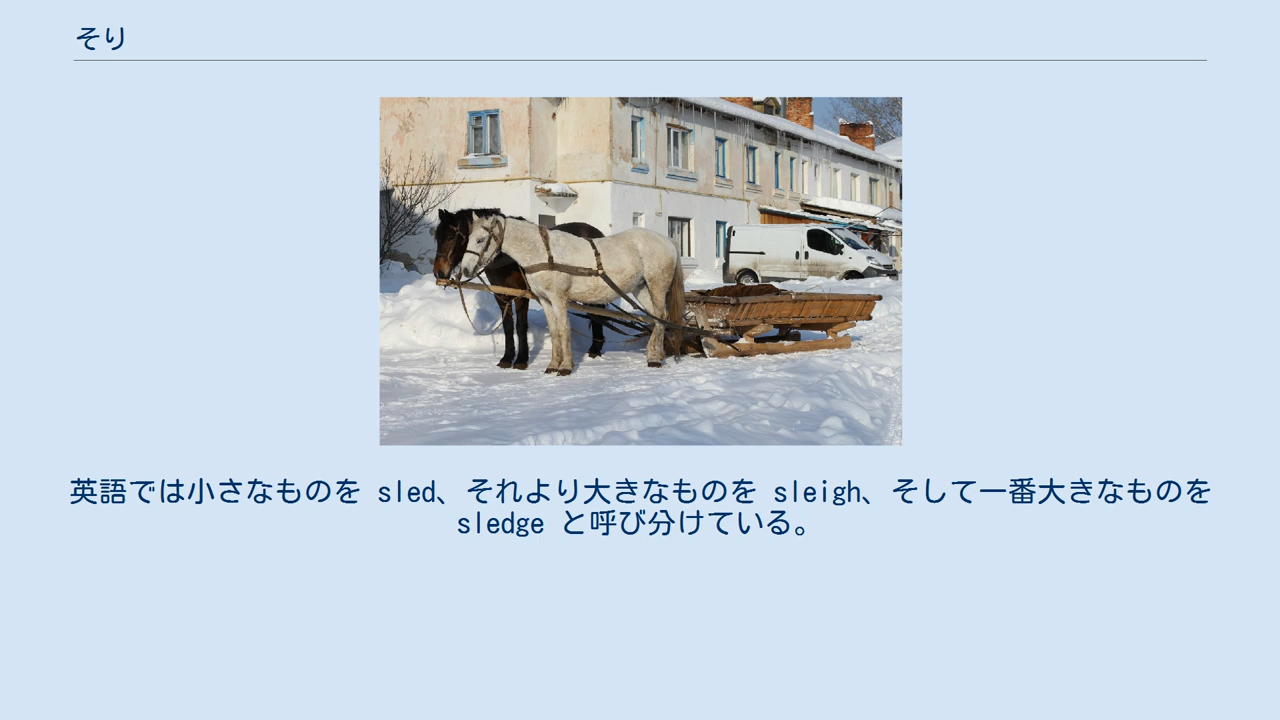 そり
英語では小さなものを sled、それより大きなものを sleigh、そして一番大きなものを
sledge と呼び分けている。